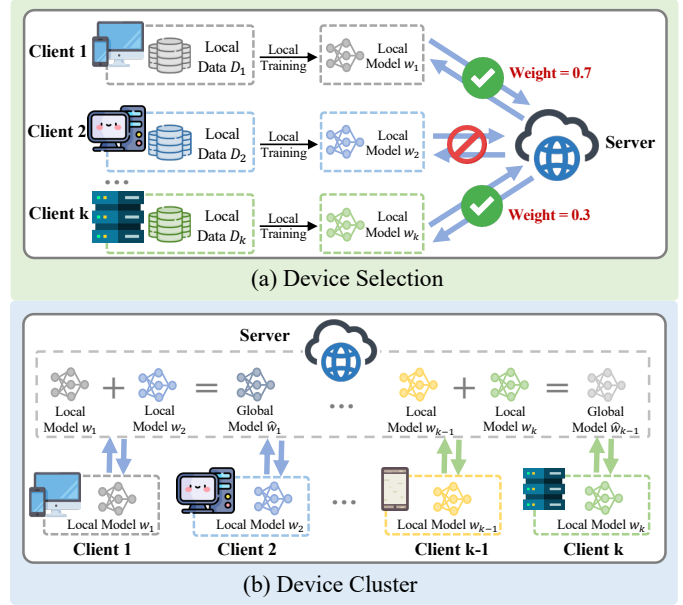 Client 1
Local
Data D₁
Local
Training
Local
Model w₁
Weight = 0.7
Client 2
Local
Data D₂
Local
Training
Local
Model w₂
Server
...
Client k
Local
Data Dₖ
Local
Training
Local
Model wₖ
Weight = 0.3
(a) Device Selection
Server
+
=
...
+
=
Local
Model w₁
Local
Model w₂
Global
Model ŵ₁
Local
Model wₖ₋₁
Local
Model wₖ
Global
Model ŵₖ₋₁
...
Local Model w₁
Local Model w₂
Local Model wₖ₋₁
Local Model wₖ
Client 1
Client 2
Client k-1
Client k
(b) Device Cluster